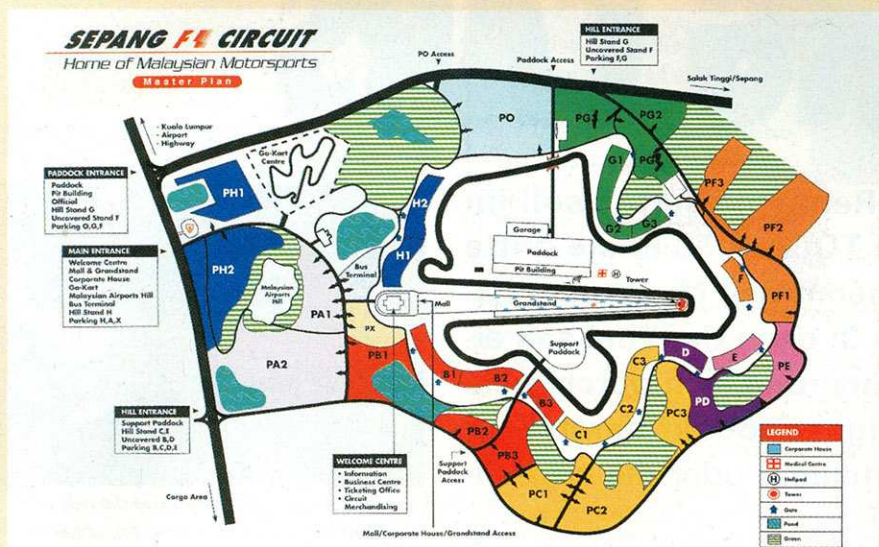 SEPANG F1 CIRCUIT
Home of Malaysian Motorsports
Master Plan
PO Access
Paddock Access
HILL ENTRANCE
Hill Stand G
Uncovered Stand F
Parking F,G
Salak Tinggi/Sepang
- Kuala Lumpur
- Airport
- Highway
Go-Kart
Centre
PO
PG3
PG2
PG1
G1
G2
G3
PF3
PF2
PF1
F
PADDOCK ENTRANCE
Paddock
Pit Building
Official
Hill Stand G
Uncovered Stand F
Parking O,G,F
PH1
PH2
H2
H1
MAIN ENTRANCE
Welcome Centre
Mall & Grandstand
Corporate House
Go-Kart
Malaysian Airports Hill
Bus Terminal
Hill Stand H
Parking H,A,X
Bus
Terminal
Malaysian
Airports
Hill
PA1
PA2
PX
Garage
Paddock
Pit Building
H
Tower
Mall
Grandstand
Support
Paddock
PB1
B1
B2
B3
PB2
PB3
C1
C2
C3
D
E
PE
PD
PC3
PC1
PC2
HILL ENTRANCE
Support Paddock
Hill Stand C,E
Uncovered B,D
Parking B,C,D,E
Cargo Area
WELCOME CENTRE
• Information
• Business Centre
• Ticketing Office
• Circuit
Merchandising
Support
Paddock
Access
Mall/Corporate House/Grandstand Access
LEGEND
Corporate House
Medical Centre
H
Helipad
Tower
Gate
Pond
Green